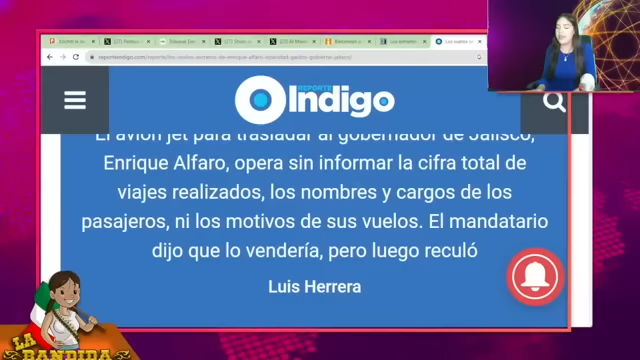 reporteindigo.com/reporte/los-vuelos-secretos-de-enrique-alfaro-opacidad-gastos-gobierno-jalisco/
REPORTE
Indigo
El avión jet para trasladar al gobernador de Jalisco,
Enrique Alfaro, opera sin informar la cifra total de
viajes realizados, los nombres y cargos de los
pasajeros, ni los motivos de sus vuelos. El mandatario
dijo que lo vendería, pero luego reculó
Luis Herrera
LA
BANDIDA